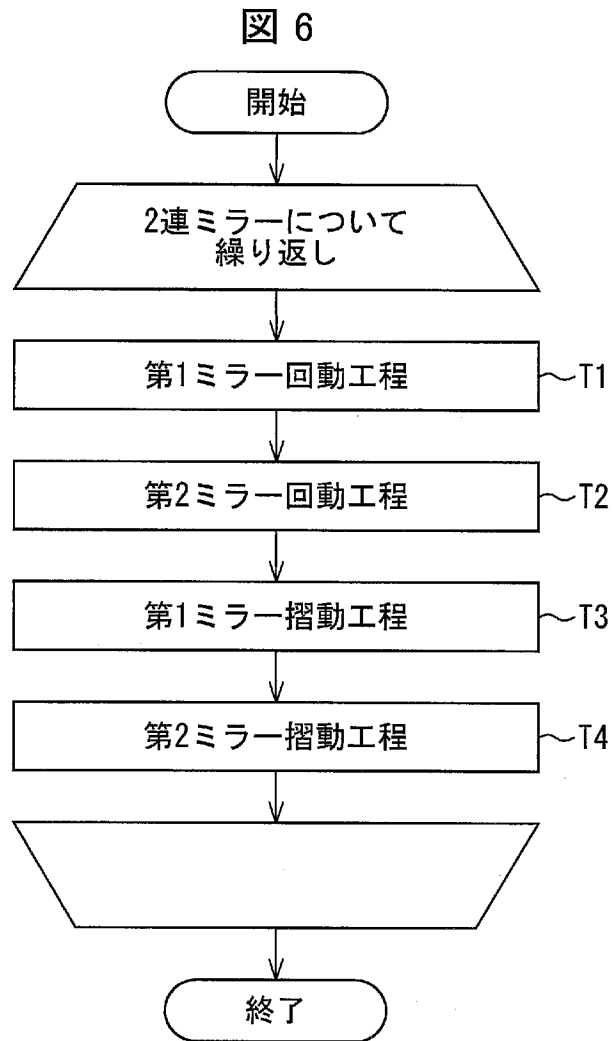 図 6
開始
2連ミラーについて
繰り返し
第1ミラー回動工程
T1
第2ミラー回動工程
T2
第1ミラー摺動工程
T3
第2ミラー摺動工程
T4
終了